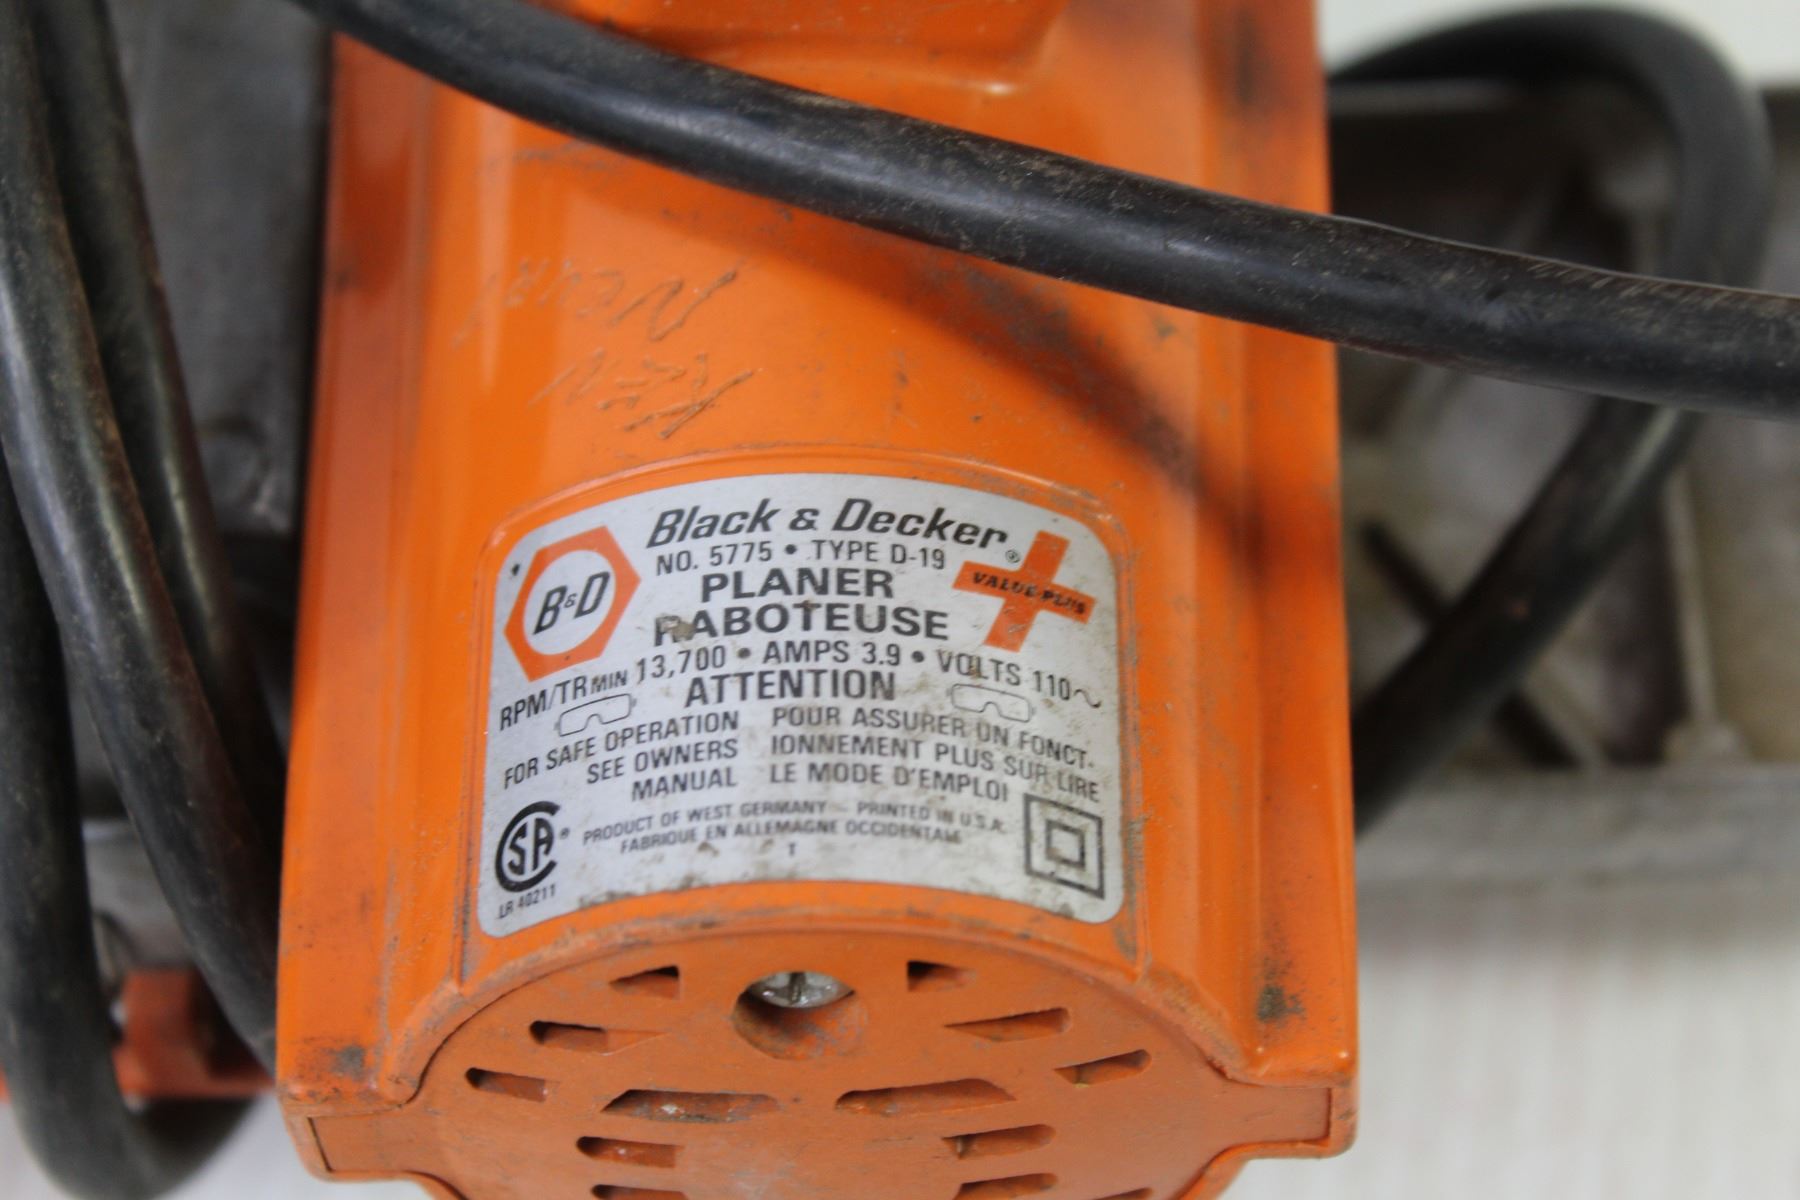 Black & Decker®
B&D
NO. 5775 • TYPE D-19
VALUE-PLUS
PLANER
RABOTEUSE
RPM/TR MIN 13,700 • AMPS 3.9 • VOLTS 110~
ATTENTION
FOR SAFE OPERATION
SEE OWNERS
MANUAL
POUR ASSURER UN FONCT-
IONNEMENT PLUS SUR LIRE
LE MODE D'EMPLOI
PRODUCT OF WEST GERMANY — PRINTED IN U.S.A.
FABRIQUE EN ALLEMAGNE OCCIDENTALE
T
SA®
LR 40211
Ken